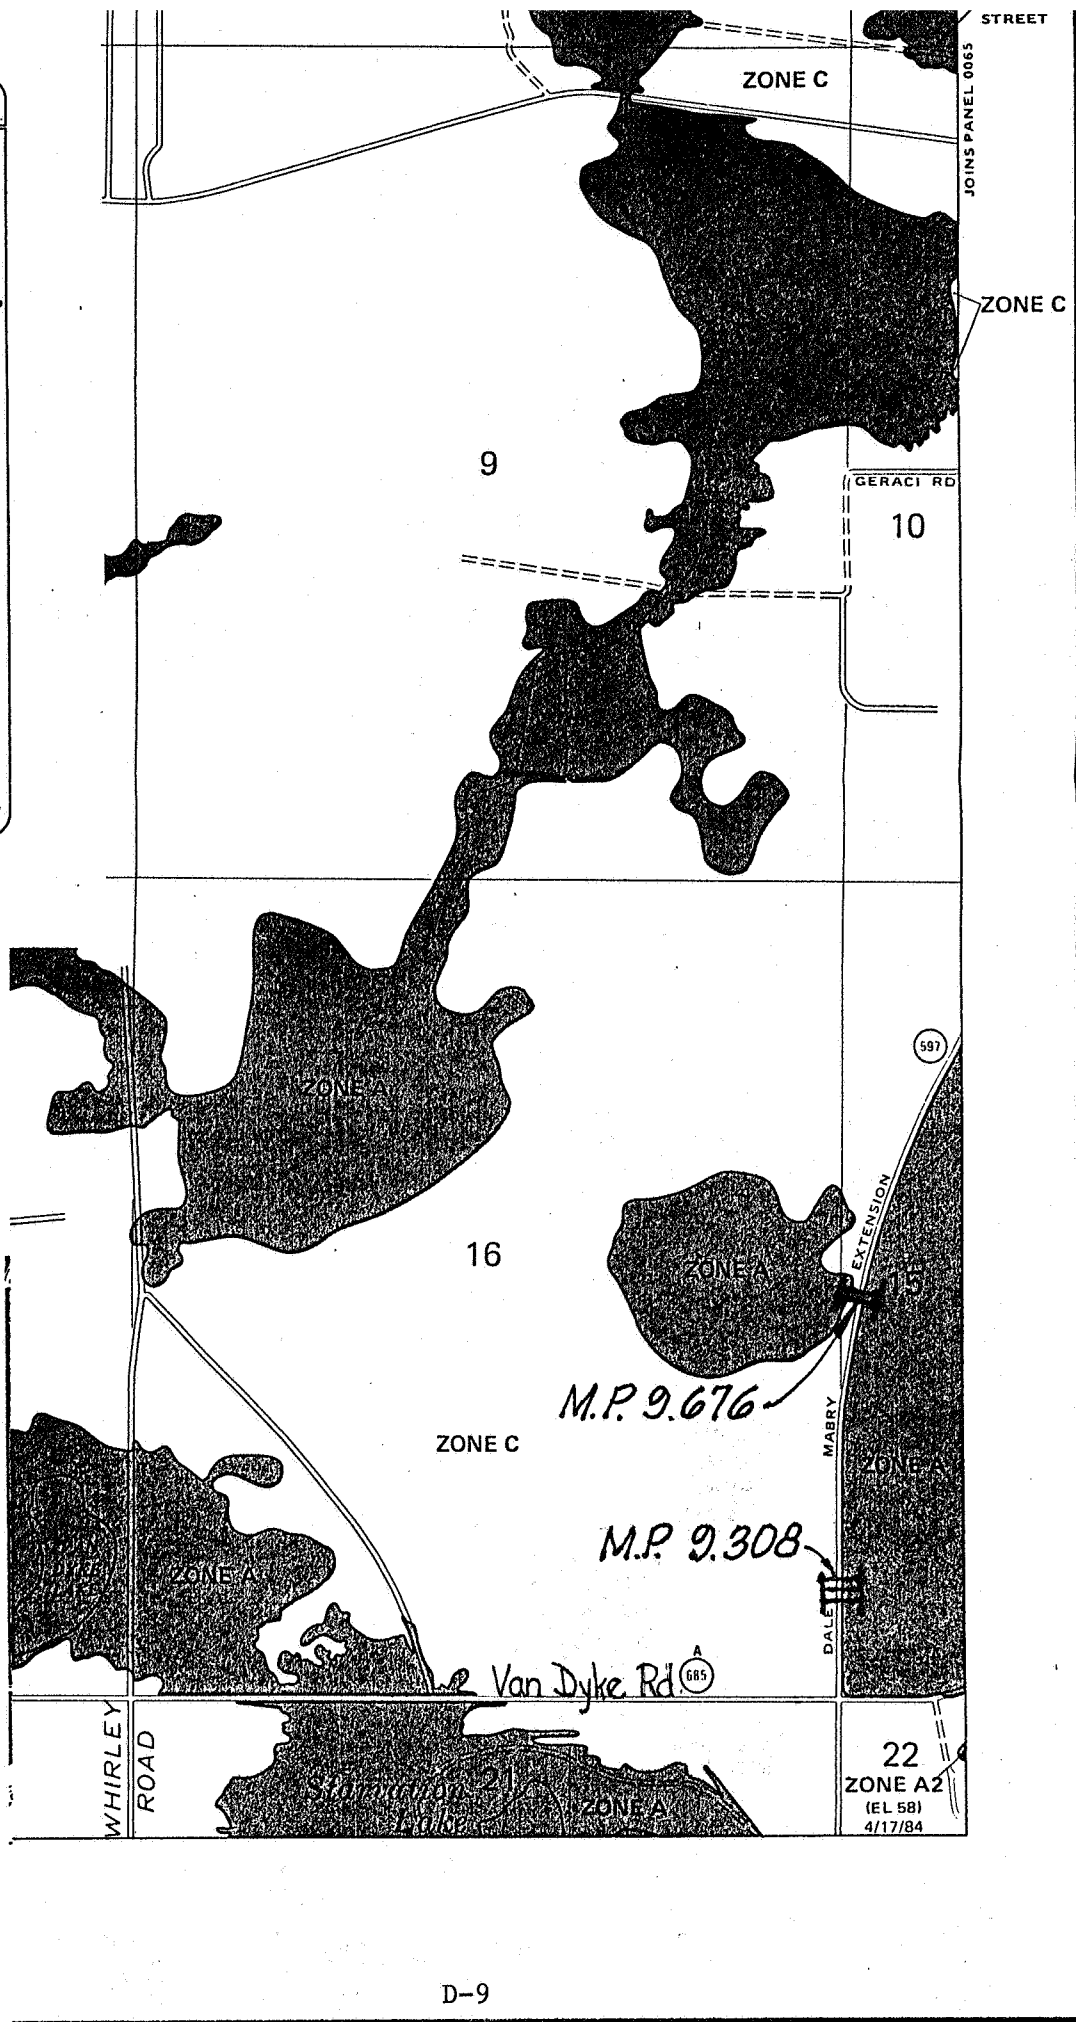 STREET
JOINS PANEL 0065
ZONE C
ZONE C
9
GERACI RD
10
597
ZONE A
EXTENSION
16
ZONE A
15
M.P. 9.676
MABRY
ZONE C
ZONE A
M.P. 9.308
ZONE A
DALE
A
685
Van Dyke Rd
WHIRLEY
ROAD
22
ZONE A2
(EL 58)
4/17/84
21
Starvation
Lake
ZONE A
D-9